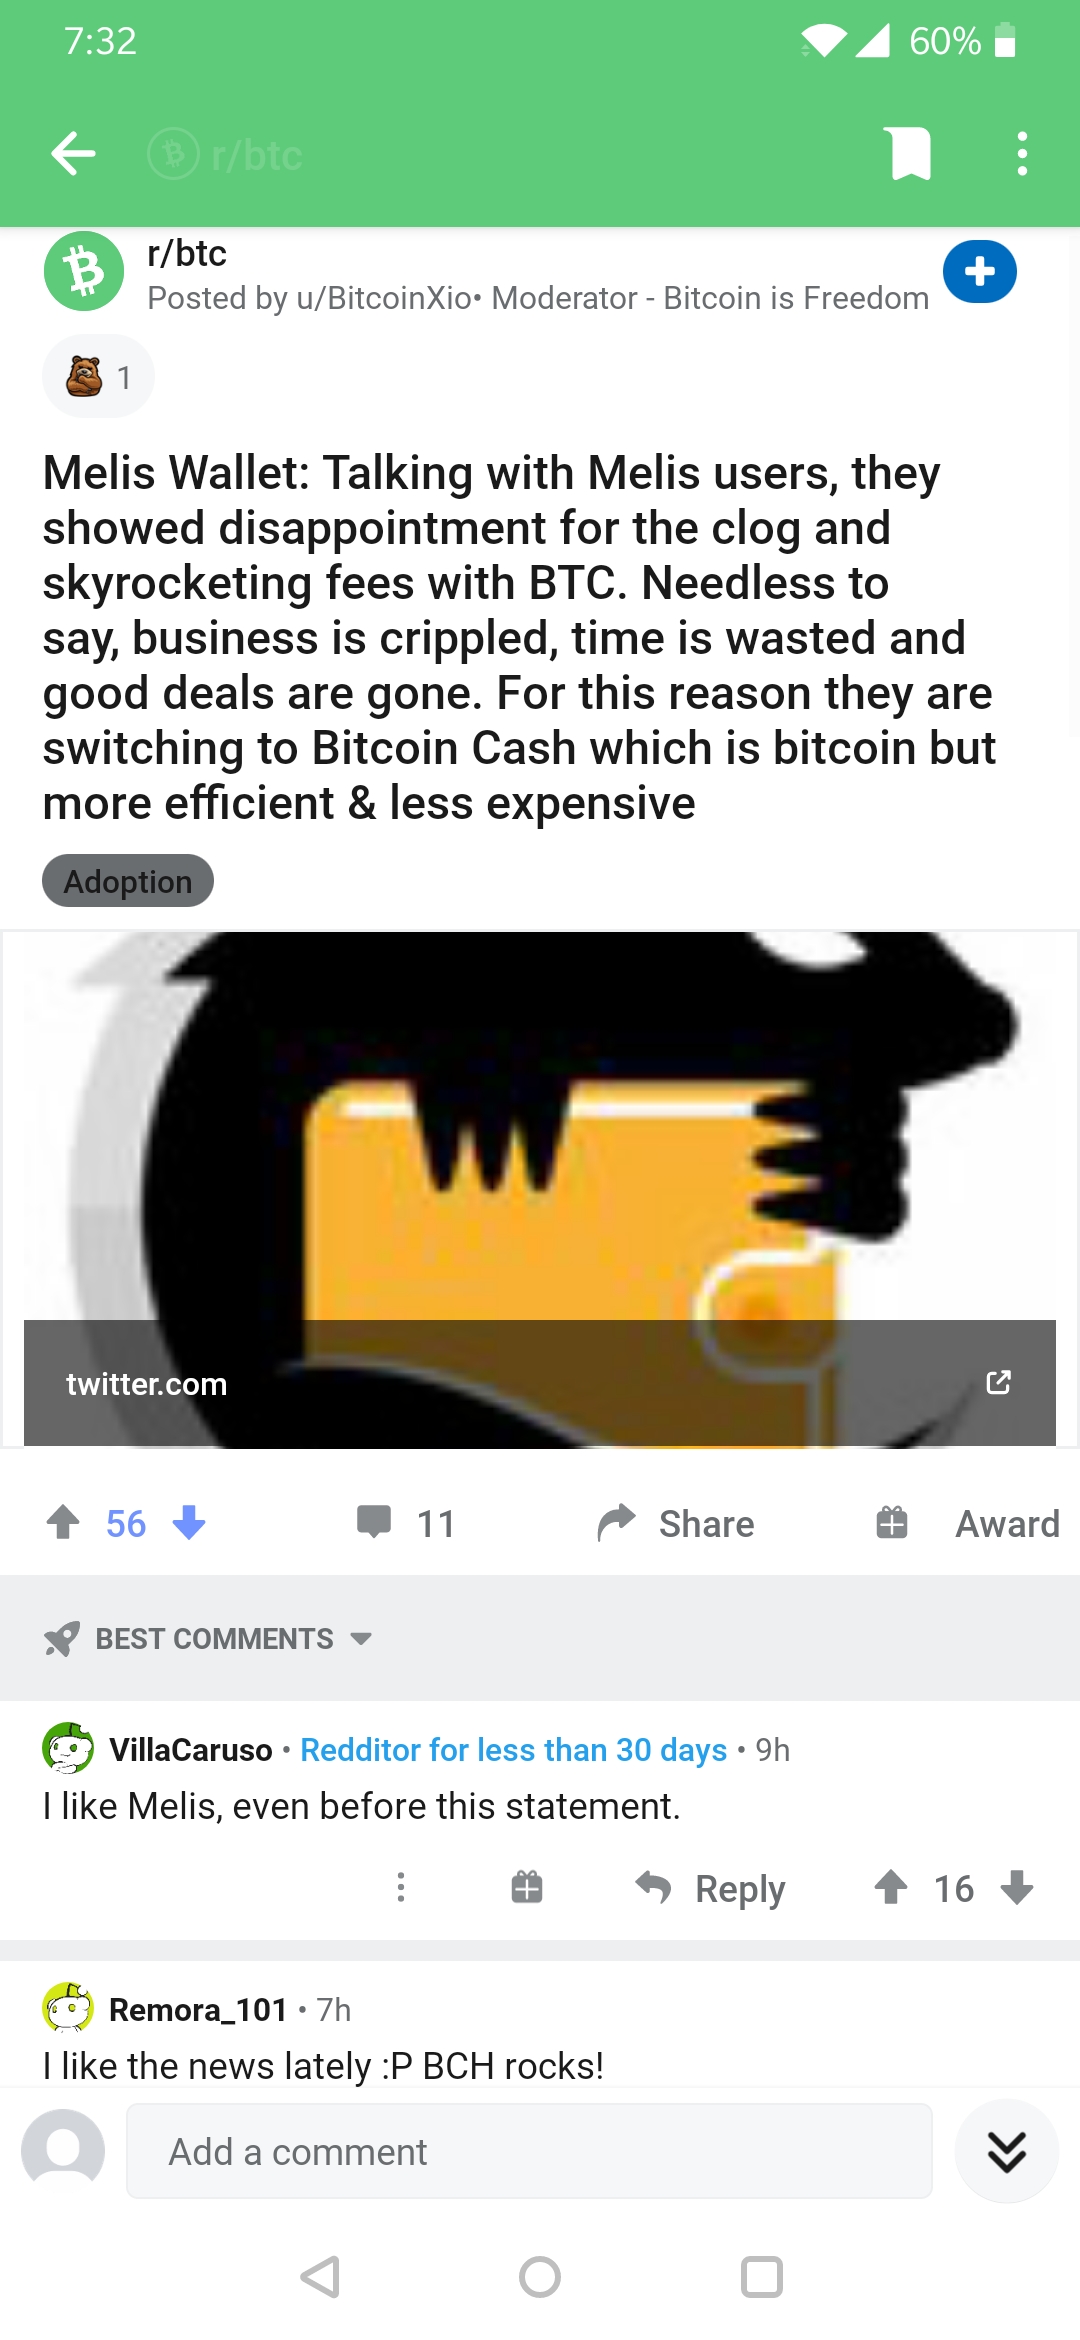 7:32
60%
r/btc
r/btc
Posted by u/BitcoinXio• Moderator - Bitcoin is Freedom
1
Melis Wallet: Talking with Melis users, they
showed disappointment for the clog and
skyrocketing fees with BTC. Needless to
say, business is crippled, time is wasted and
good deals are gone. For this reason they are
switching to Bitcoin Cash which is bitcoin but
more efficient & less expensive
Adoption
twitter.com
56
11
Share
Award
BEST COMMENTS
VillaCaruso • Redditor for less than 30 days • 9h
I like Melis, even before this statement.
Reply
16
Remora_101 • 7h
I like the news lately :P BCH rocks!
Add a comment